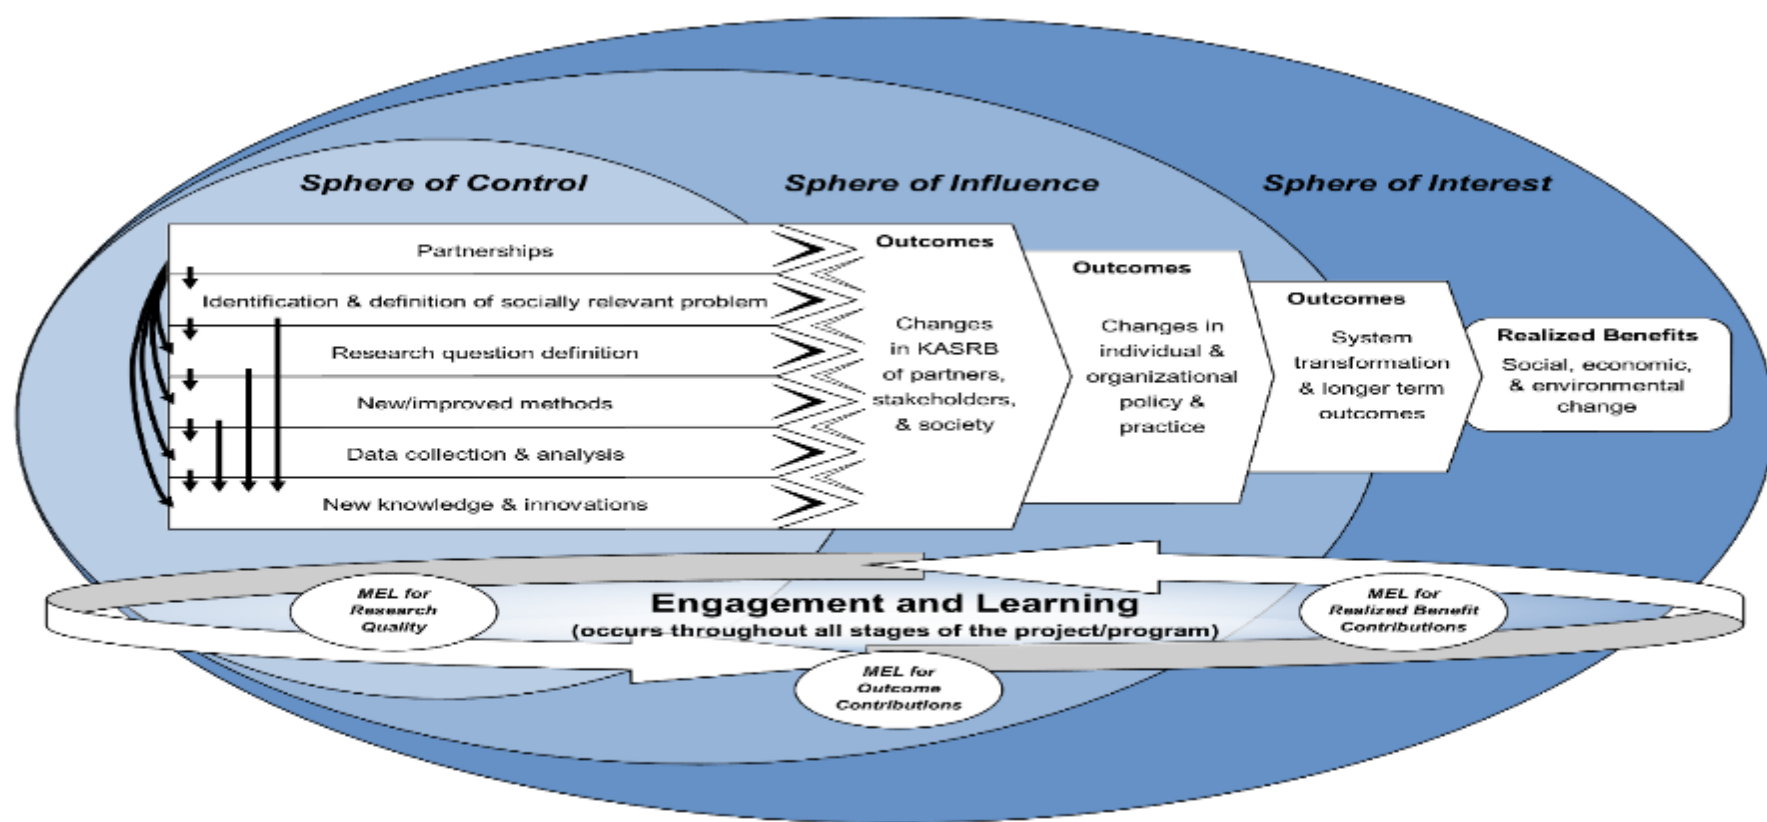 Sphere of Control
Sphere of Influence
Sphere of Interest
Partnerships
Identification & definition of socially relevant problem
Research question definition
New/improved methods
Data collection & analysis
New knowledge & innovations
Outcomes
Changes
in KASRB
of partners,
stakeholders,
& society
Outcomes
Changes in
individual &
organizational
policy &
practice
Outcomes
System
transformation
& longer term
outcomes
Realized Benefits
Social, economic,
& environmental
change
MEL for
Research
Quality
Engagement and Learning
(occurs throughout all stages of the project/program)
MEL for
Realized Benefit
Contributions
MEL for
Outcome
Contributions